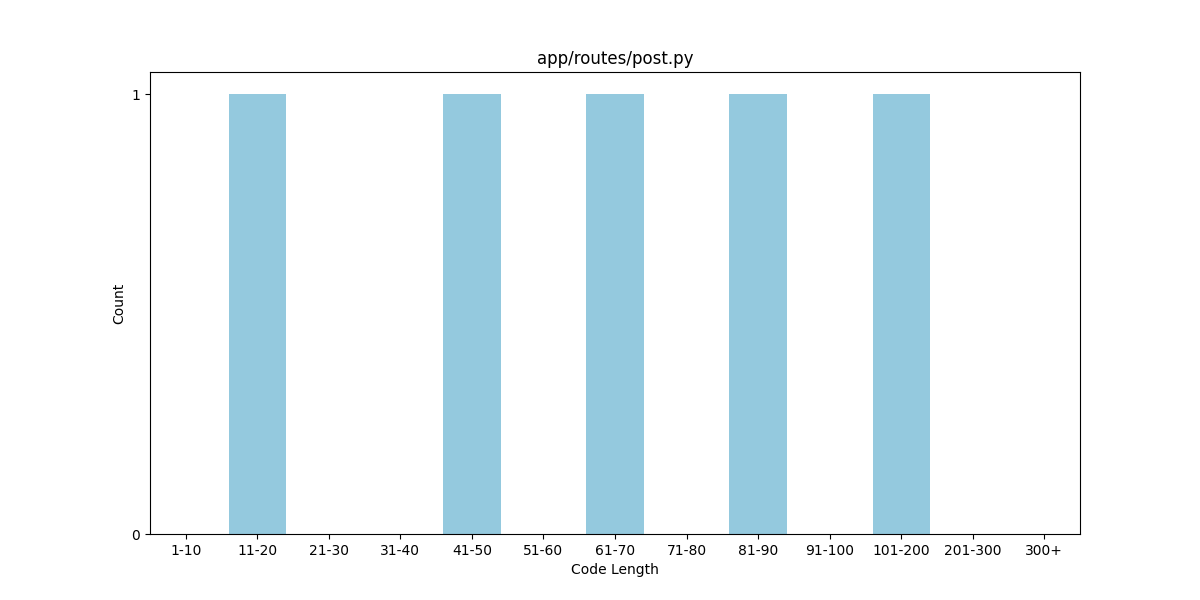 app/routes/post.py
1
Count
0
1-10 11-20 21-30 31-40 41-50 51-60 61-70 71-80 81-90 91-100 101-200 201-300 300+
Code Length